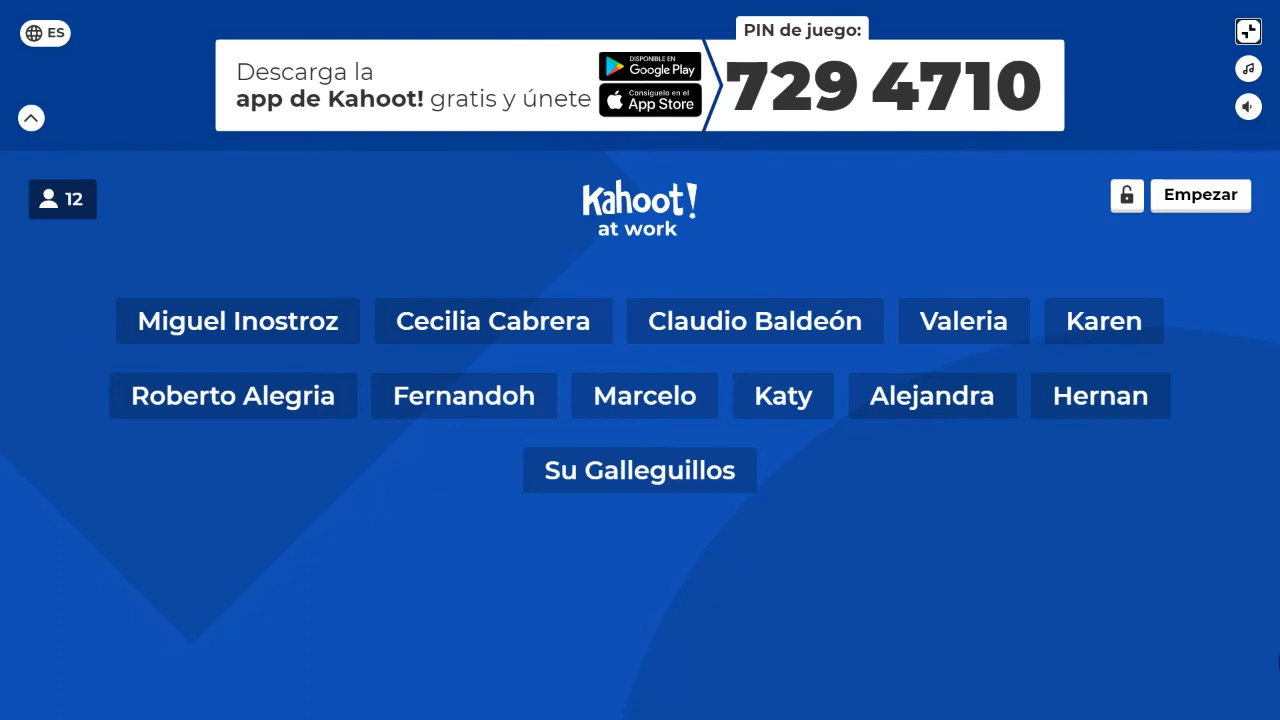 ES
PIN de juego:
Descarga la
app de Kahoot! gratis y únete
DISPONIBLE EN
Google Play
Consíguelo en el
App Store
729 4710
12
Kahoot!
at work
Empezar
Miguel Inostroz Cecilia Cabrera Claudio Baldeón Valeria Karen
Roberto Alegria Fernandoh Marcelo Katy Alejandra Hernan
Su Galleguillos